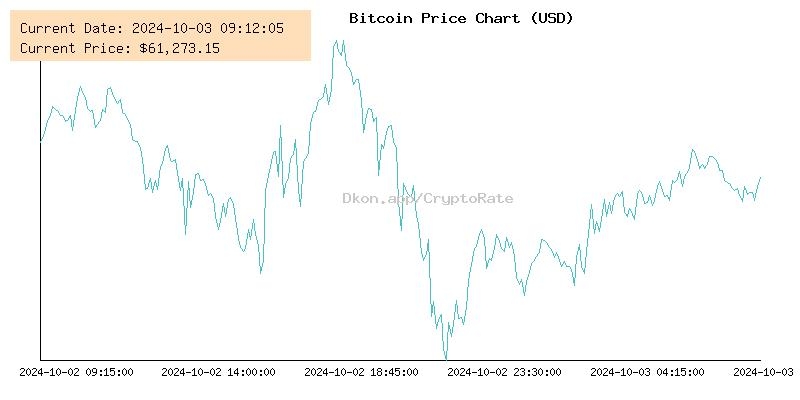 Bitcoin Price Chart (USD)
Current Date: 2024-10-03 09:12:05
Current Price: $61,273.15
Dkon.app/CryptoRate
2024-10-02 09:15:00 2024-10-02 14:00:00 2024-10-02 18:45:00 2024-10-02 23:30:00 2024-10-03 04:15:00 2024-10-03